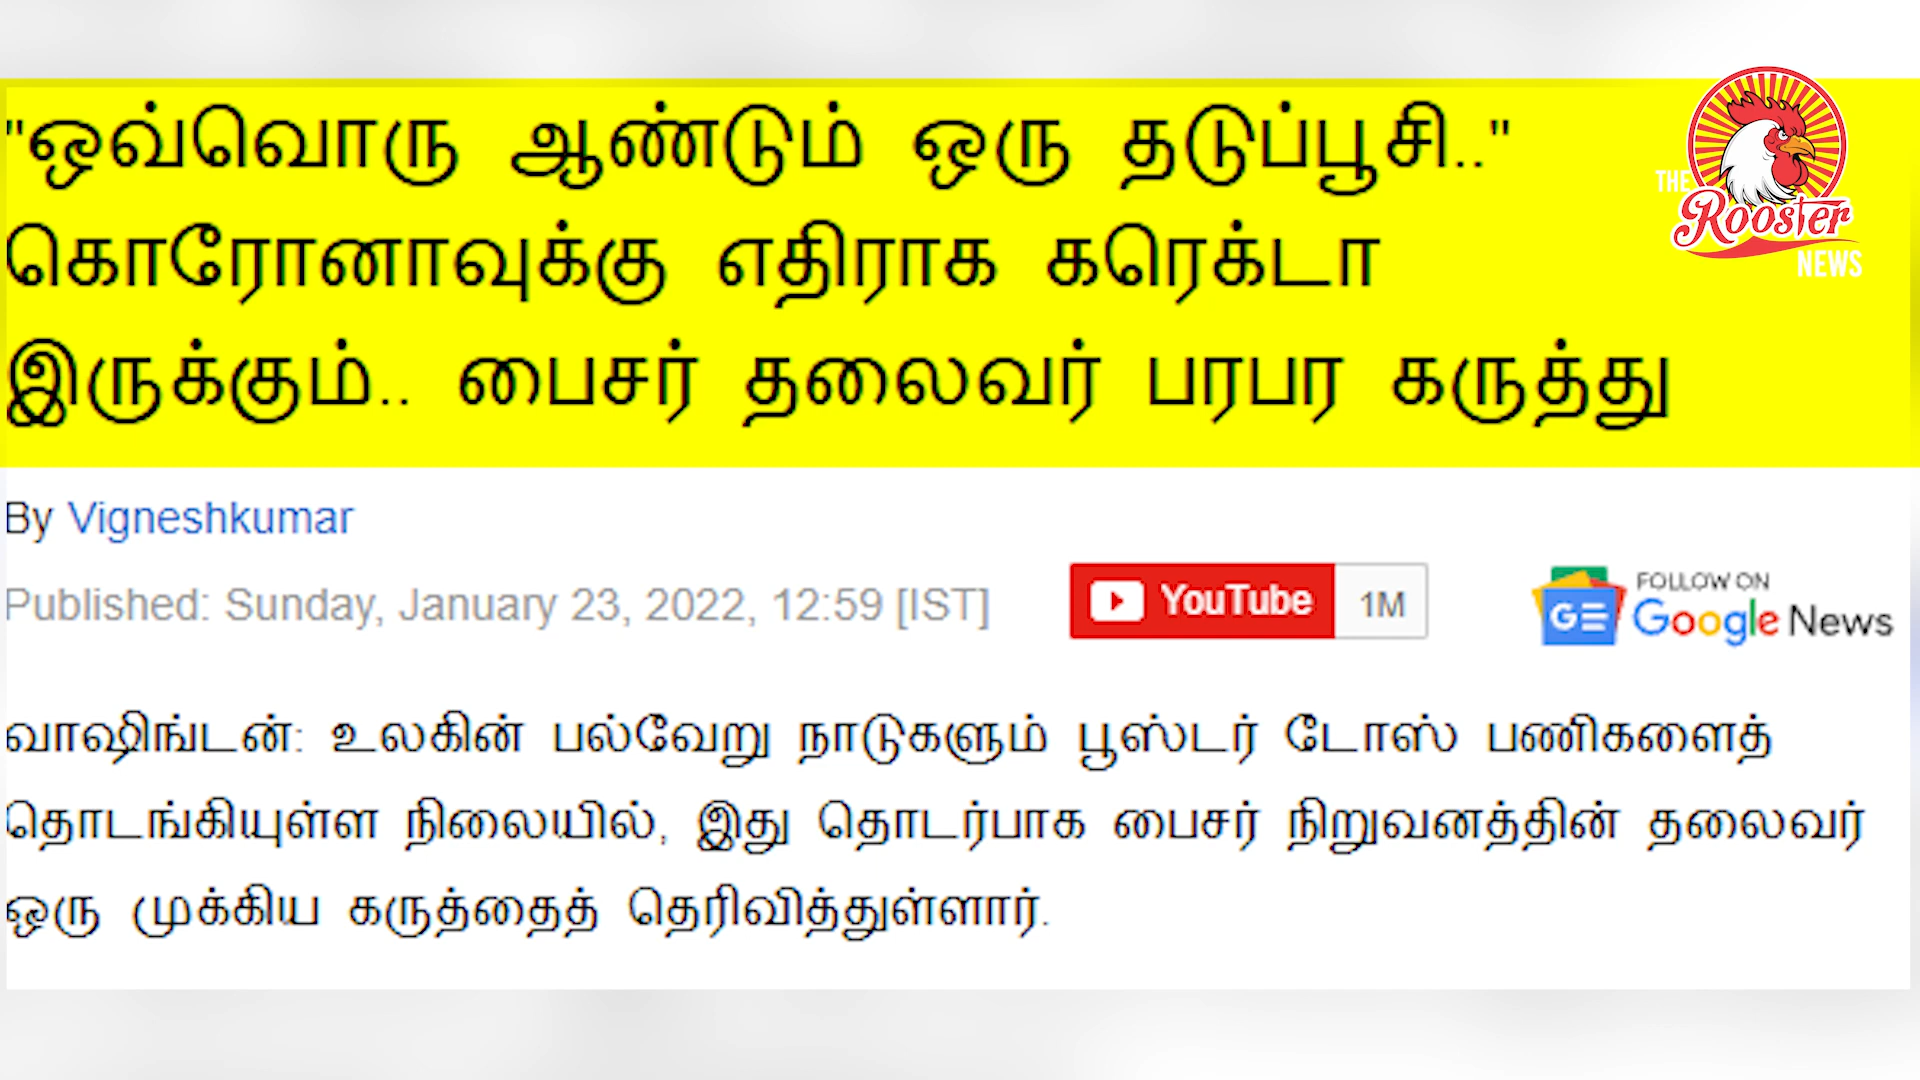 "ஒவ்வொரு ஆண்டும் ஒரு தடுப்பூசி.."
கொரோனாவுக்கு எதிராக கரெக்டா
இருக்கும்.. பைசர் தலைவர் பரபர கருத்து
THE
Rooster
NEWS
By Vigneshkumar
Published: Sunday, January 23, 2022, 12:59 [IST]
YouTube 1M
FOLLOW ON
GE Google News
வாஷிங்டன்: உலகின் பல்வேறு நாடுகளும் பூஸ்டர் டோஸ் பணிகளைத்
தொடங்கியுள்ள நிலையில், இது தொடர்பாக பைசர் நிறுவனத்தின் தலைவர்
ஒரு முக்கிய கருத்தைத் தெரிவித்துள்ளார்.